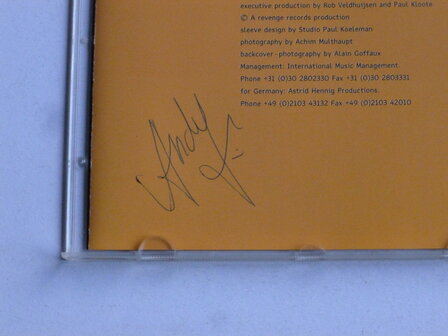 executive production by Rob Veldhuijsen and Paul Kloote
© A revenge records production
sleeve design by Studio Paul Koeleman
photography by Achim Multhaupt
backcover-photography by Alain Goffaux
Management: International Music Management.
Phone +31 (0)30 2802330 Fax +31 (0)30 2803331
for Germany: Astrid Hennig Productions.
Phone +49 (0)2103 43132 Fax +49 (0)2103 42010
Andy